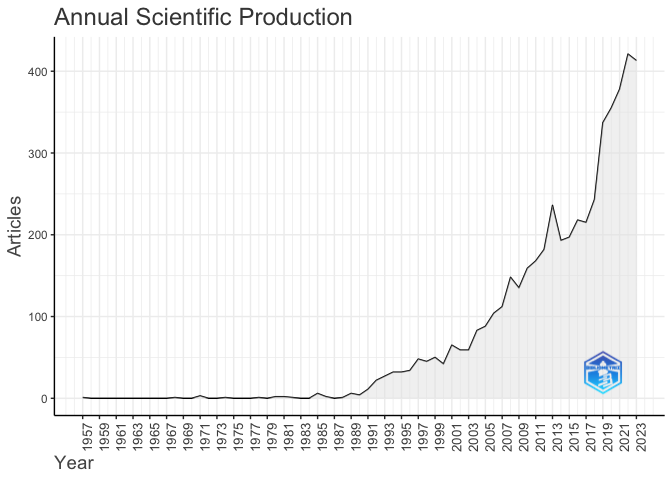 Annual Scientific Production
Articles
400
300
200
100
0
1957 1959 1961 1963 1965 1967 1969 1971 1973 1975 1977 1979 1981 1983 1985 1987 1989 1991 1993 1995 1997 1999 2001 2003 2005 2007 2009 2011 2013 2015 2017 2019 2021 2023
Year
BIBLIOMETRIX